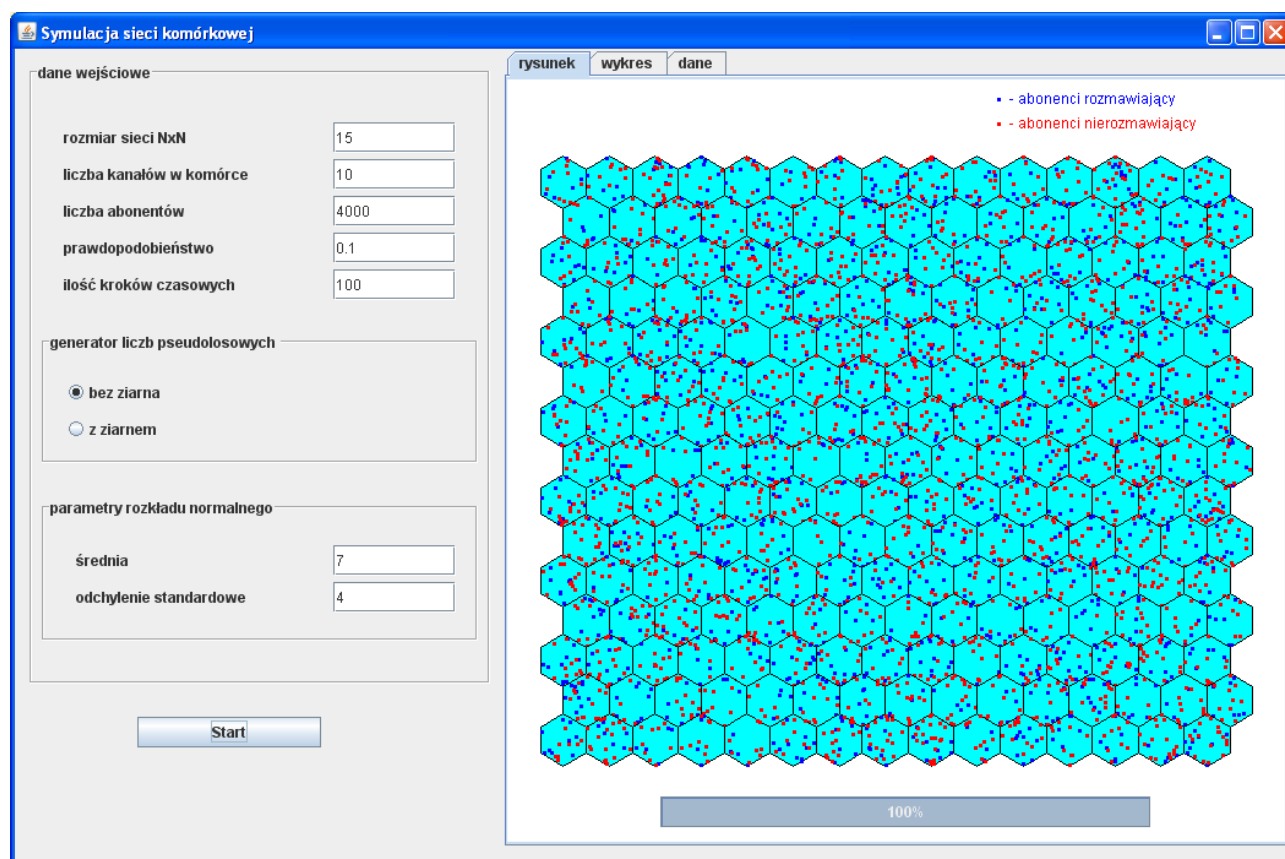 Symulacja sieci komórkowej
dane wejściowe
rozmiar sieci NxN 15
liczba kanałów w komórce 10
liczba abonentów 4000
prawdopodobieństwo 0.1
ilość kroków czasowych 100
generator liczb pseudolosowych
bez ziarna
z ziarnem
parametry rozkładu normalnego
średnia 7
odchylenie standardowe 4
Start
rysunek wykres dane
- abonenci rozmawiający
- abonenci nierozmawiający
100%